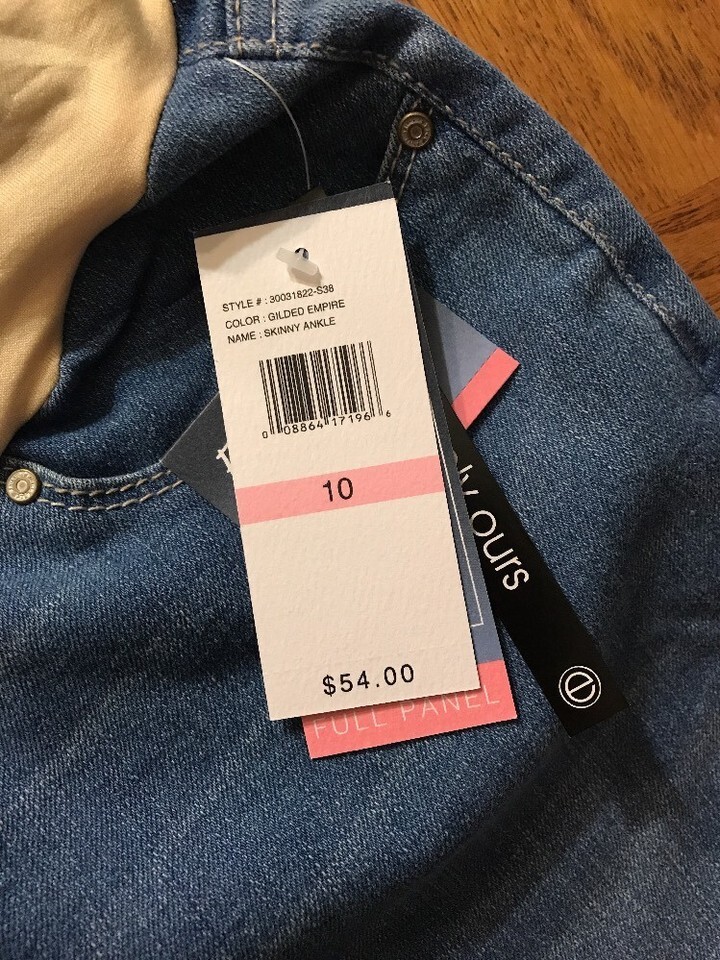 STYLE # : 30031822-S38
COLOR : GILDED EMPIRE
NAME : SKINNY ANKLE
0 08864 17196 6
10
$54.00
FULL PANEL
ours
e